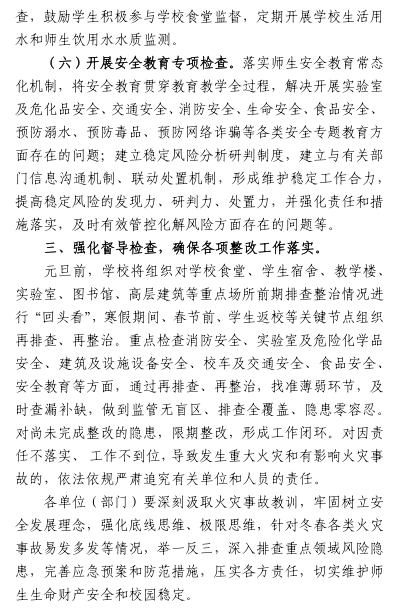 查，鼓励学生积极参与学校食堂监督，定期开展学校生活用
水和师生饮用水水质监测。
（六）开展安全教育专项检查。落实师生安全教育常态
化机制，将安全教育贯穿教育教学全过程，解决开展实验室
及危化品安全、交通安全、消防安全、生命安全、食品安全、
预防溺水、预防毒品、预防网络诈骗等各类安全专题教育方
面存在的问题；建立稳定风险分析研判制度，建立与有关部
门信息沟通机制、联动处置机制，形成维护稳定工作合力，
提高稳定风险的发现力、研判力、处置力，并强化责任和措
施落实，及时有效管控化解风险方面存在的问题等。
三、强化督导检查，确保各项整改工作落实。
元旦前，学校将组织对学校食堂、学生宿舍、教学楼、
实验室、图书馆、高层建筑等重点场所前期排查整治情况进
行“回头看”，寒假期间、春节前、学生返校等关键节点组织
再排查、再整治。重点检查消防安全、实验室及危险化学品
安全、建筑及设施设备安全、校车及交通安全、食品安全、
安全教育等方面，通过再排查、再整治，找准薄弱环节，及
时查漏补缺，做到监管无盲区、排查全覆盖、隐患零容忍。
对尚未完成整改的隐患，限期整改，形成工作闭环。对因责
任不落实、工作不到位，导致发生重大火灾和有影响火灾事
故的，依法依规严肃追究有关单位和人员的责任。
各单位（部门）要深刻汲取火灾事故教训，牢固树立安
全发展理念，强化底线思维、极限思维，针对冬春各类火灾
事故易发多发等情况，举一反三，深入排查重点领域风险隐
患，完善应急预案和防范措施，压实各方责任，切实维护师
生生命财产安全和校园稳定。